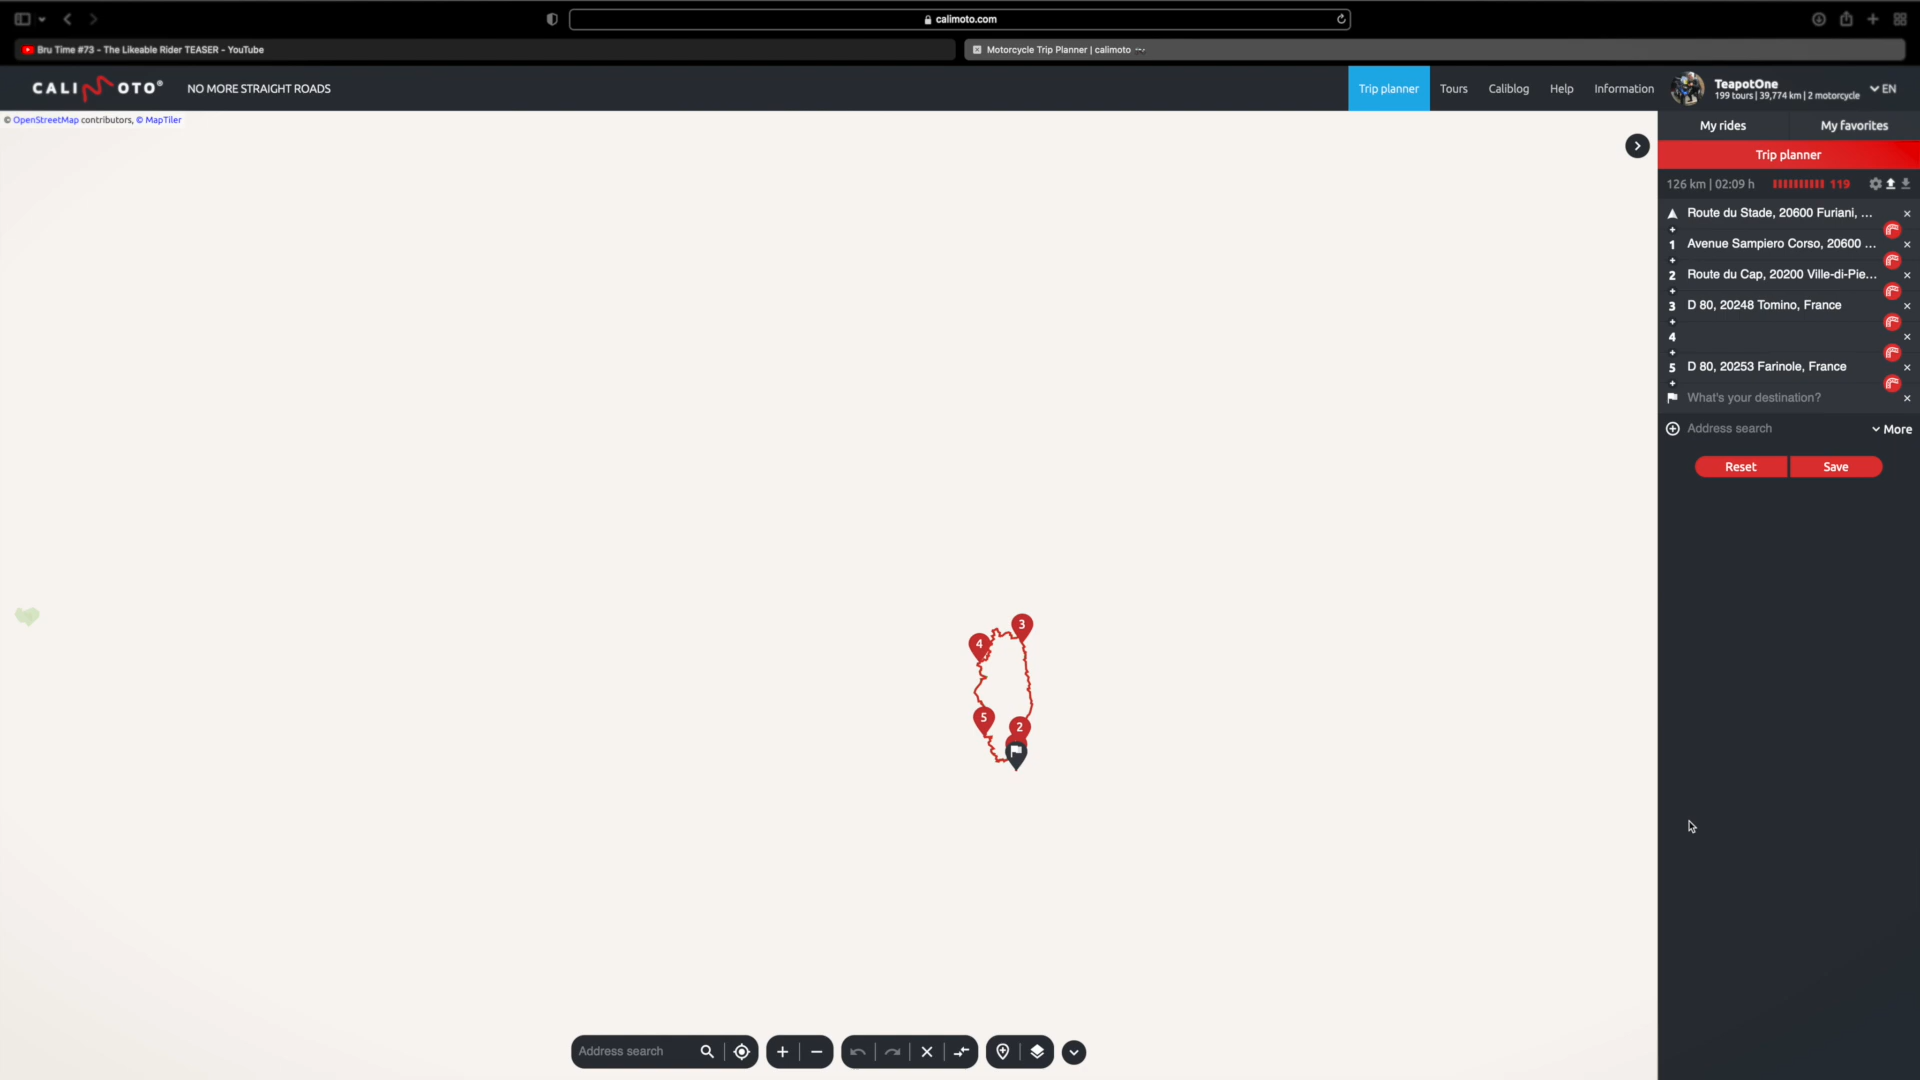 calimoto.com
Bru Time #73 - The Likeable Rider TEASER - YouTube
Motorcycle Trip Planner | calimoto
CALIMOTO®
NO MORE STRAIGHT ROADS
Trip planner
Tours
Caliblog
Help
Information
TeapotOne
199 tours | 39,774 km | 2 motorcycle
EN
© OpenStreetMap contributors, © MapTiler
My rides
My favorites
Trip planner
126 km | 02:09 h
119
Route du Stade, 20600 Furiani, ...
1 Avenue Sampiero Corso, 20600 ...
2 Route du Cap, 20200 Ville-di-Pie...
3 D 80, 20248 Tomino, France
4
5 D 80, 20253 Farinole, France
What's your destination?
Address search
More
Reset
Save
3
4
5
2
Address search